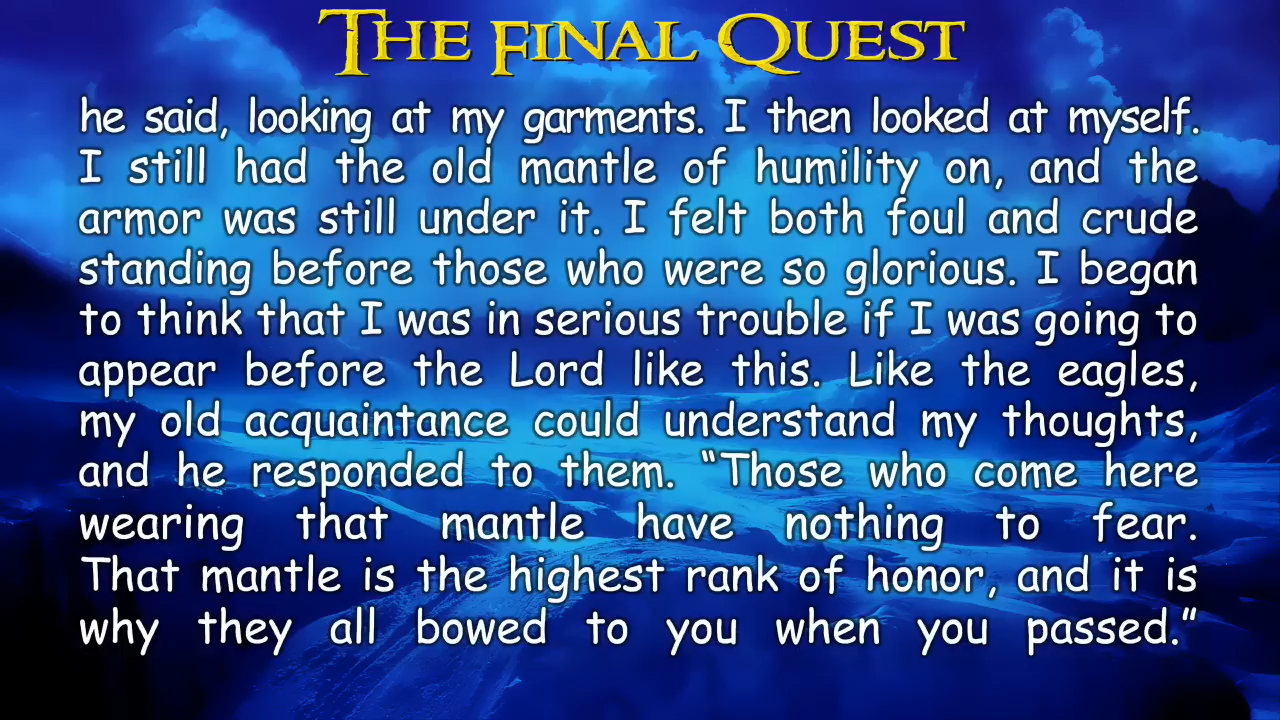 The Final Quest
he said, looking at my garments. I then looked at myself.
I still had the old mantle of humility on, and the
armor was still under it. I felt both foul and crude
standing before those who were so glorious. I began
to think that I was in serious trouble if I was going to
appear before the Lord like this. Like the eagles,
my old acquaintance could understand my thoughts,
and he responded to them. “Those who come here
wearing that mantle have nothing to fear.
That mantle is the highest rank of honor, and it is
why they all bowed to you when you passed.”